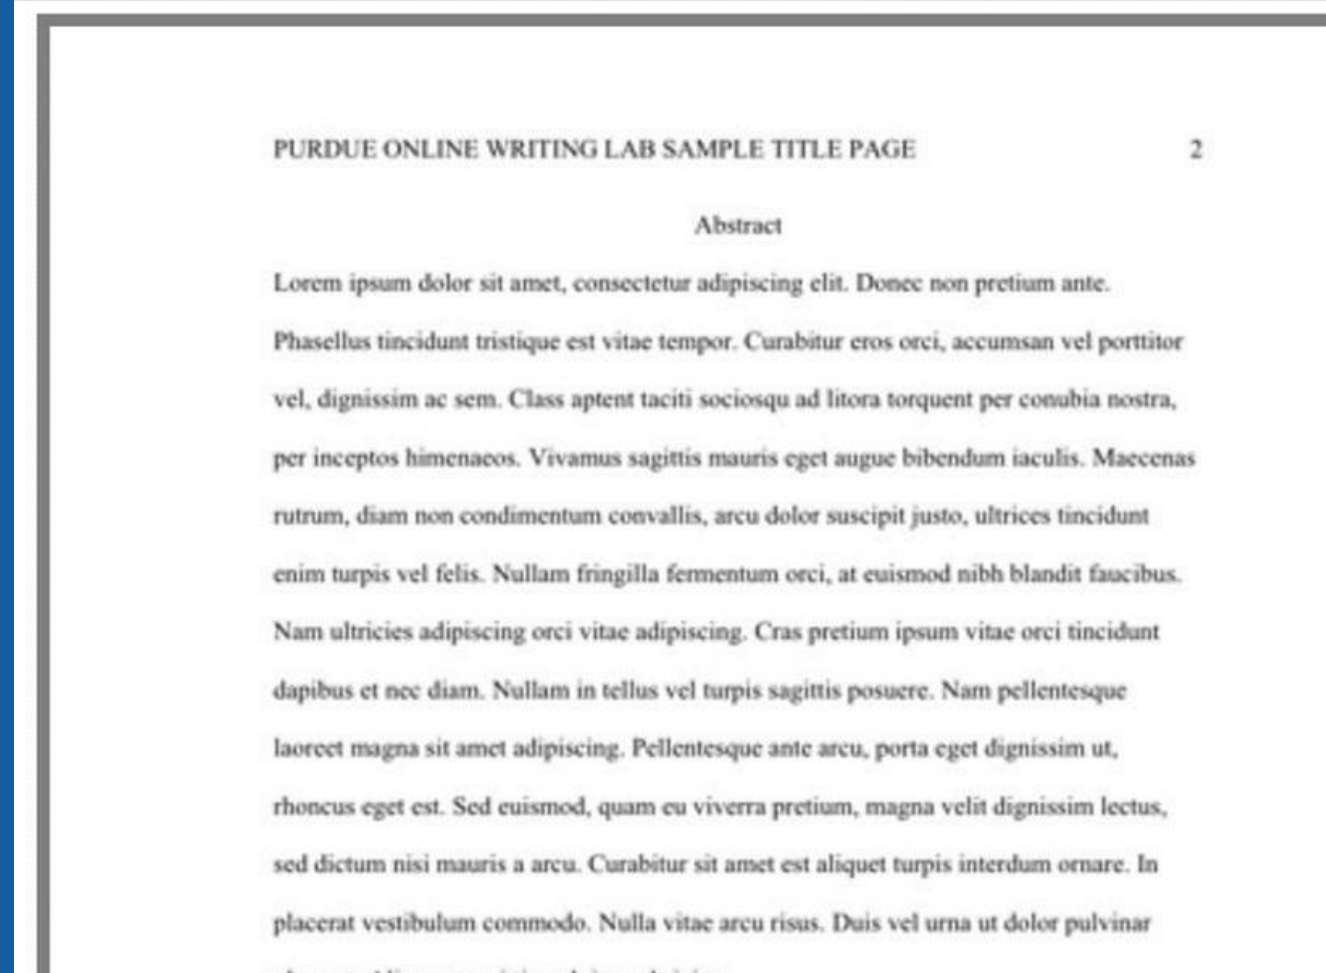 PURDUE ONLINE WRITING LAB SAMPLE TITLE PAGE 2
Abstract
Lorem ipsum dolor sit amet, consectetur adipiscing elit. Donec non pretium ante.
Phasellus tincidunt tristique est vitae tempor. Curabitur eros orci, accumsan vel porttitor
vel, dignissim ac sem. Class aptent taciti sociosqu ad litora torquent per conubia nostra,
per inceptos himenaeos. Vivamus sagittis mauris eget augue bibendum iaculis. Maecenas
rutrum, diam non condimentum convallis, arcu dolor suscipit justo, ultrices tincidunt
enim turpis vel felis. Nullam fringilla fermentum orci, at euismod nibh blandit faucibus.
Nam ultricies adipiscing orci vitae adipiscing. Cras pretium ipsum vitae orci tincidunt
dapibus et nec diam. Nullam in tellus vel turpis sagittis posuere. Nam pellentesque
laoreet magna sit amet adipiscing. Pellentesque ante arcu, porta eget dignissim ut,
rhoncus eget est. Sed euismod, quam eu viverra pretium, magna velit dignissim lectus,
sed dictum nisi mauris a arcu. Curabitur sit amet est aliquet turpis interdum ornare. In
placerat vestibulum commodo. Nulla vitae arcu risus. Duis vel urna ut dolor pulvinar